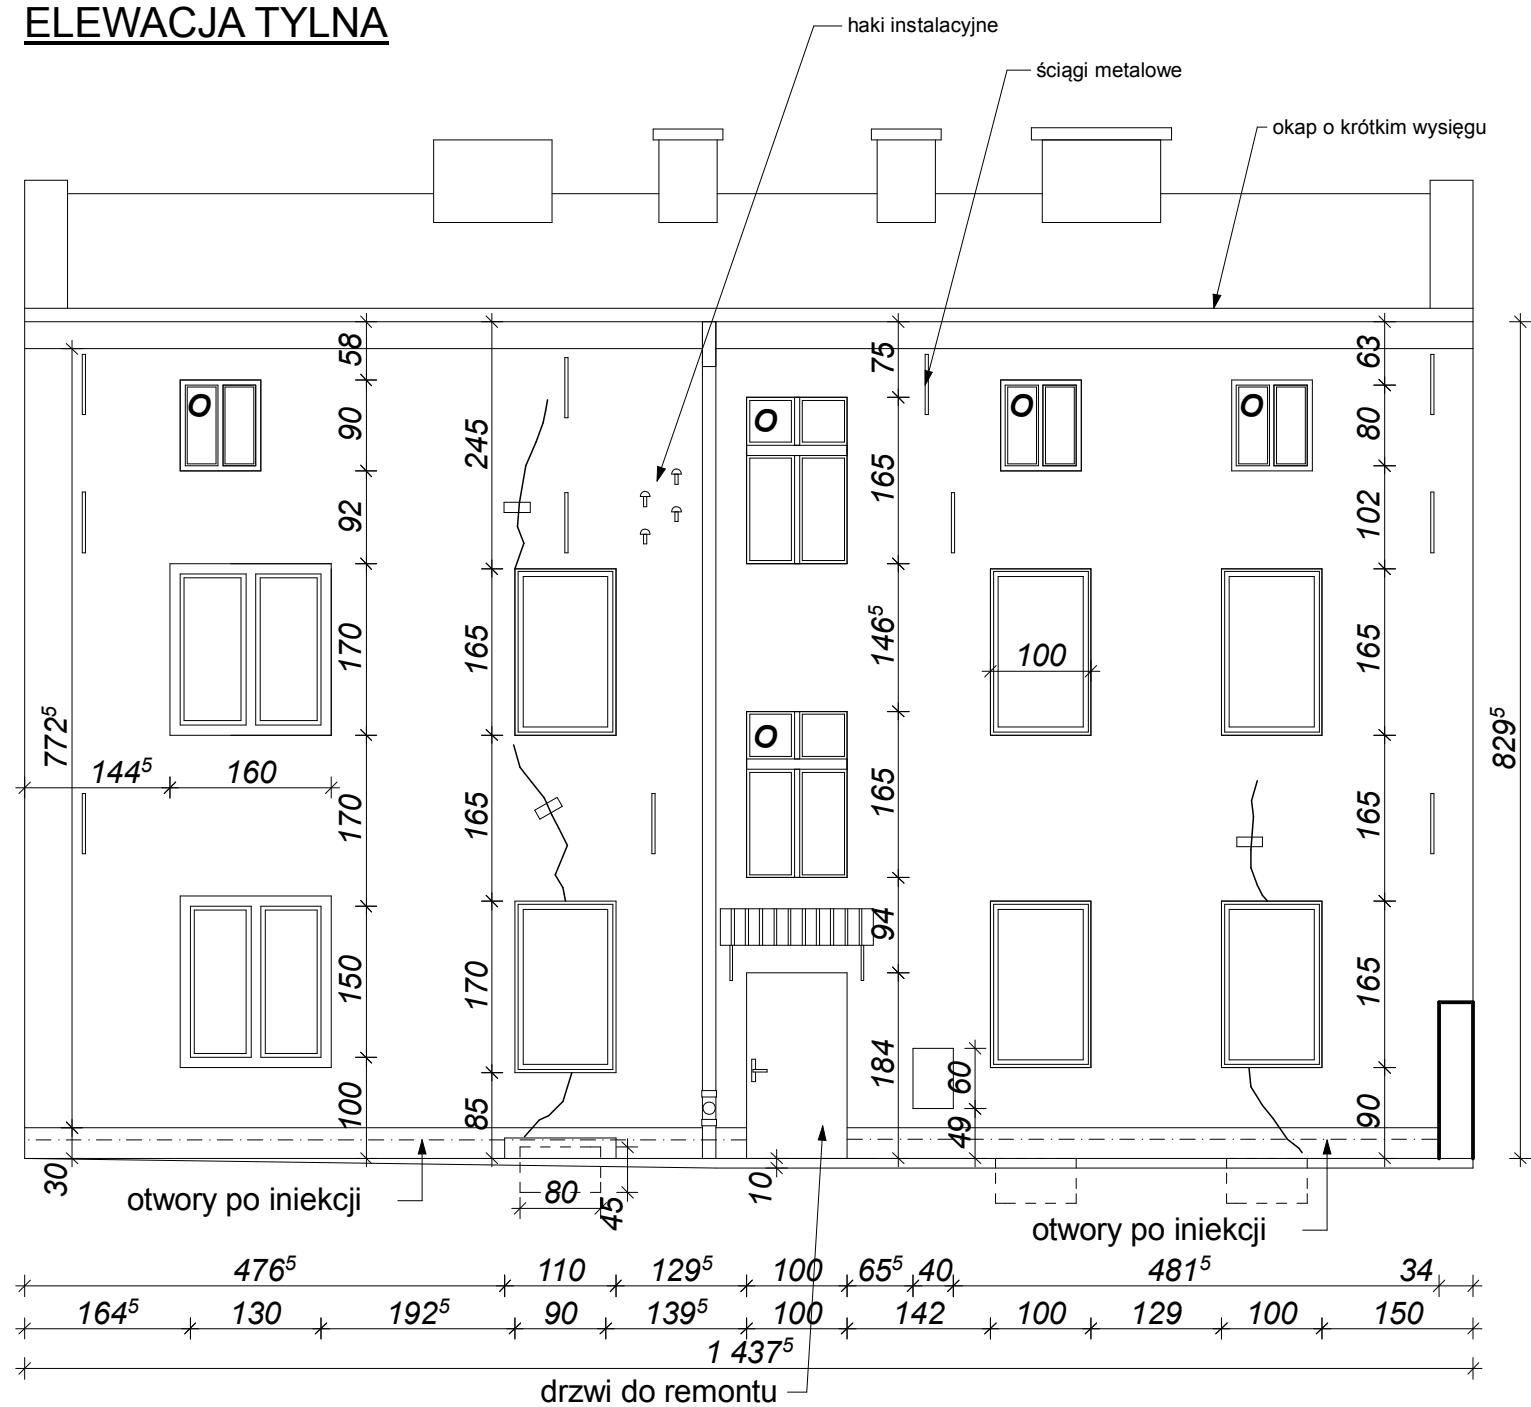 ELEWACJA TYLNA
haki instalacyjne
ściągi metalowe
okap o krótkim wysięgu
58
75
63
O
O
O
O
90
245
165
80
92
102
170
165
146⁵
100
165
772⁵
829⁵
144⁵
160
O
170
165
165
165
94
150
170
165
184
60
100
85
49
90
30
80
45
10
otwory po iniekcji
otwory po iniekcji
476⁵ 110 129⁵ 100 65⁵ 40 481⁵ 34
164⁵ 130 192⁵ 90 139⁵ 100 142 100 129 100 150
1 437⁵
drzwi do remontu